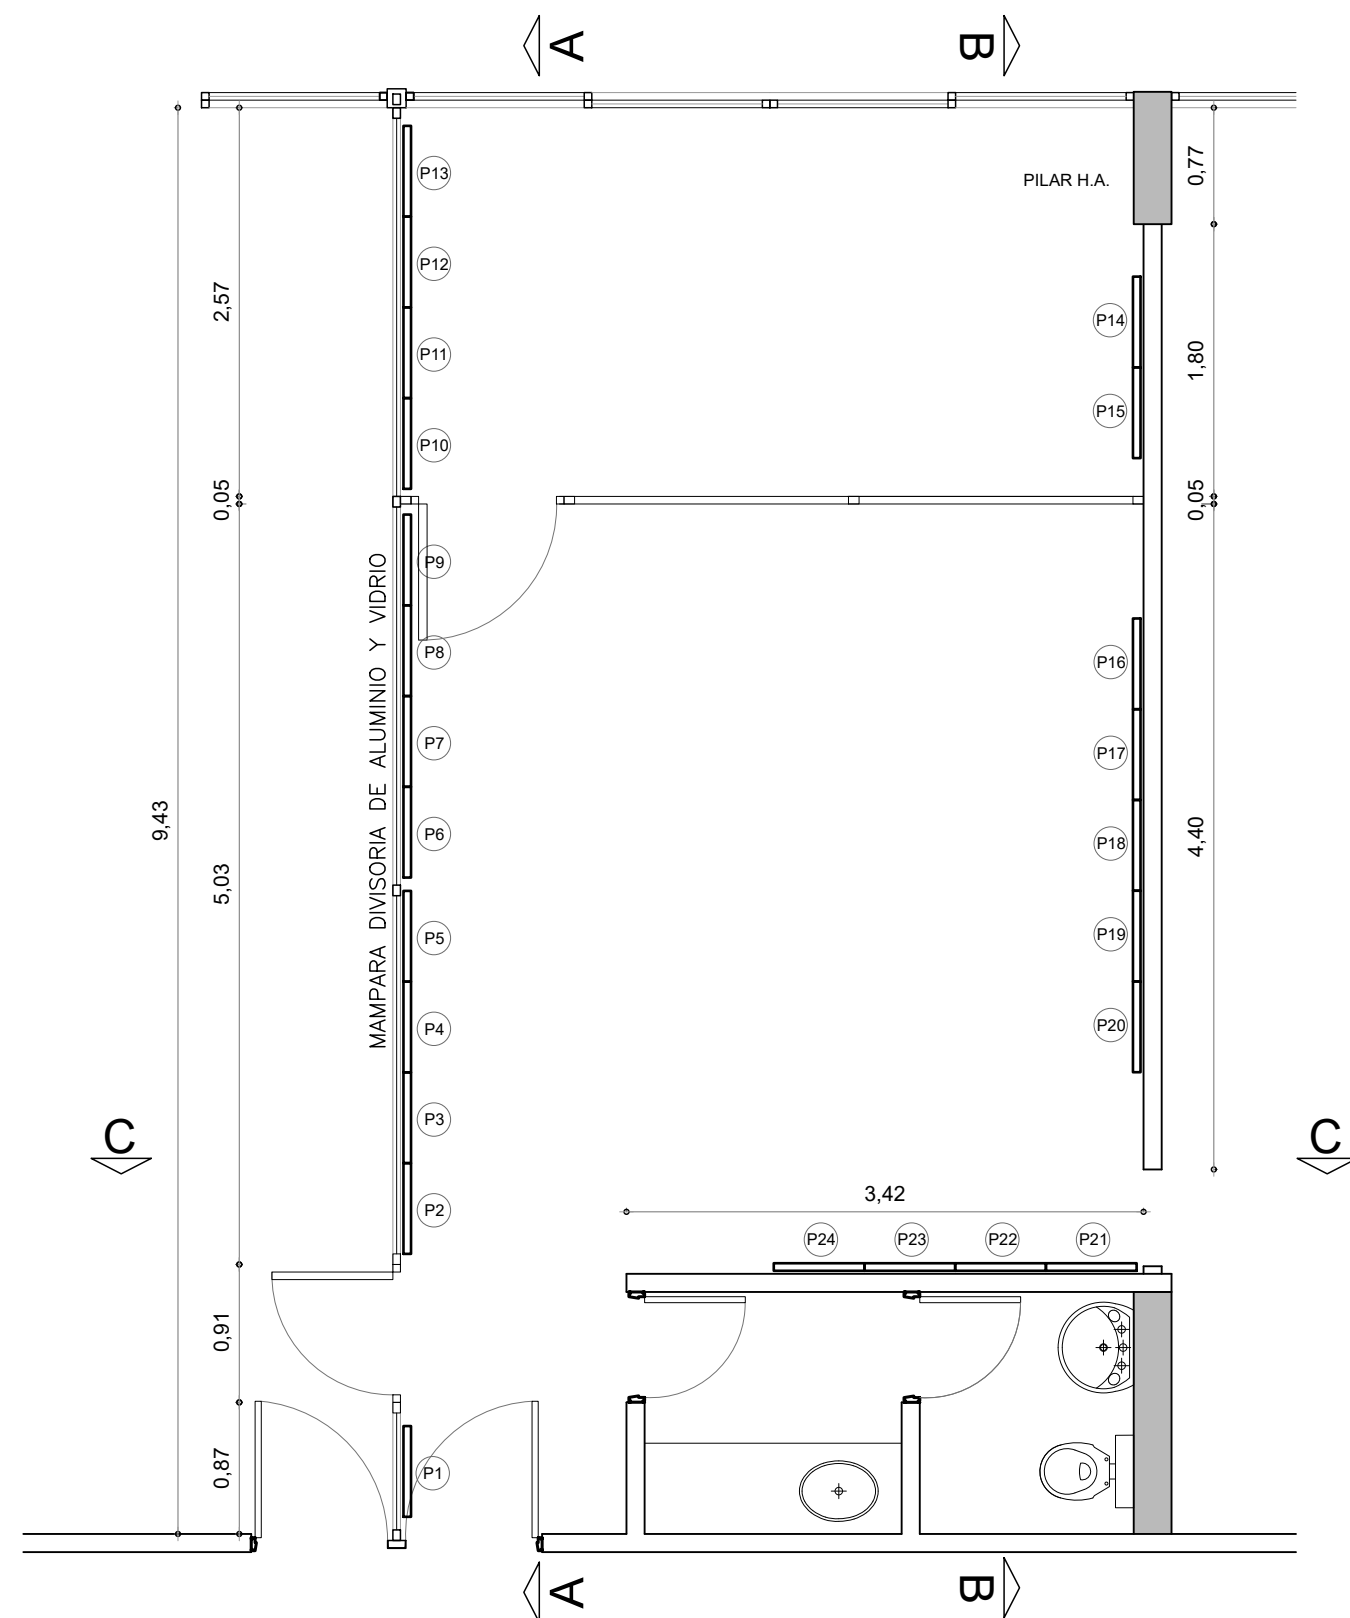 A
B
PILAR H.A.
0,77
P13
P12
2,57
P11
P14
1,80
P10
P15
0,05
0,05
P9
P8
P16
MAMPARA DIVISORIA DE ALUMINIO Y VIDRIO
P7
P17
9,43
P6
P18
4,40
5,03
P5
P19
P4
P20
P3
C
C
P2
3,42
P24
P23
P22
P21
0,91
0,87
P1
A
B